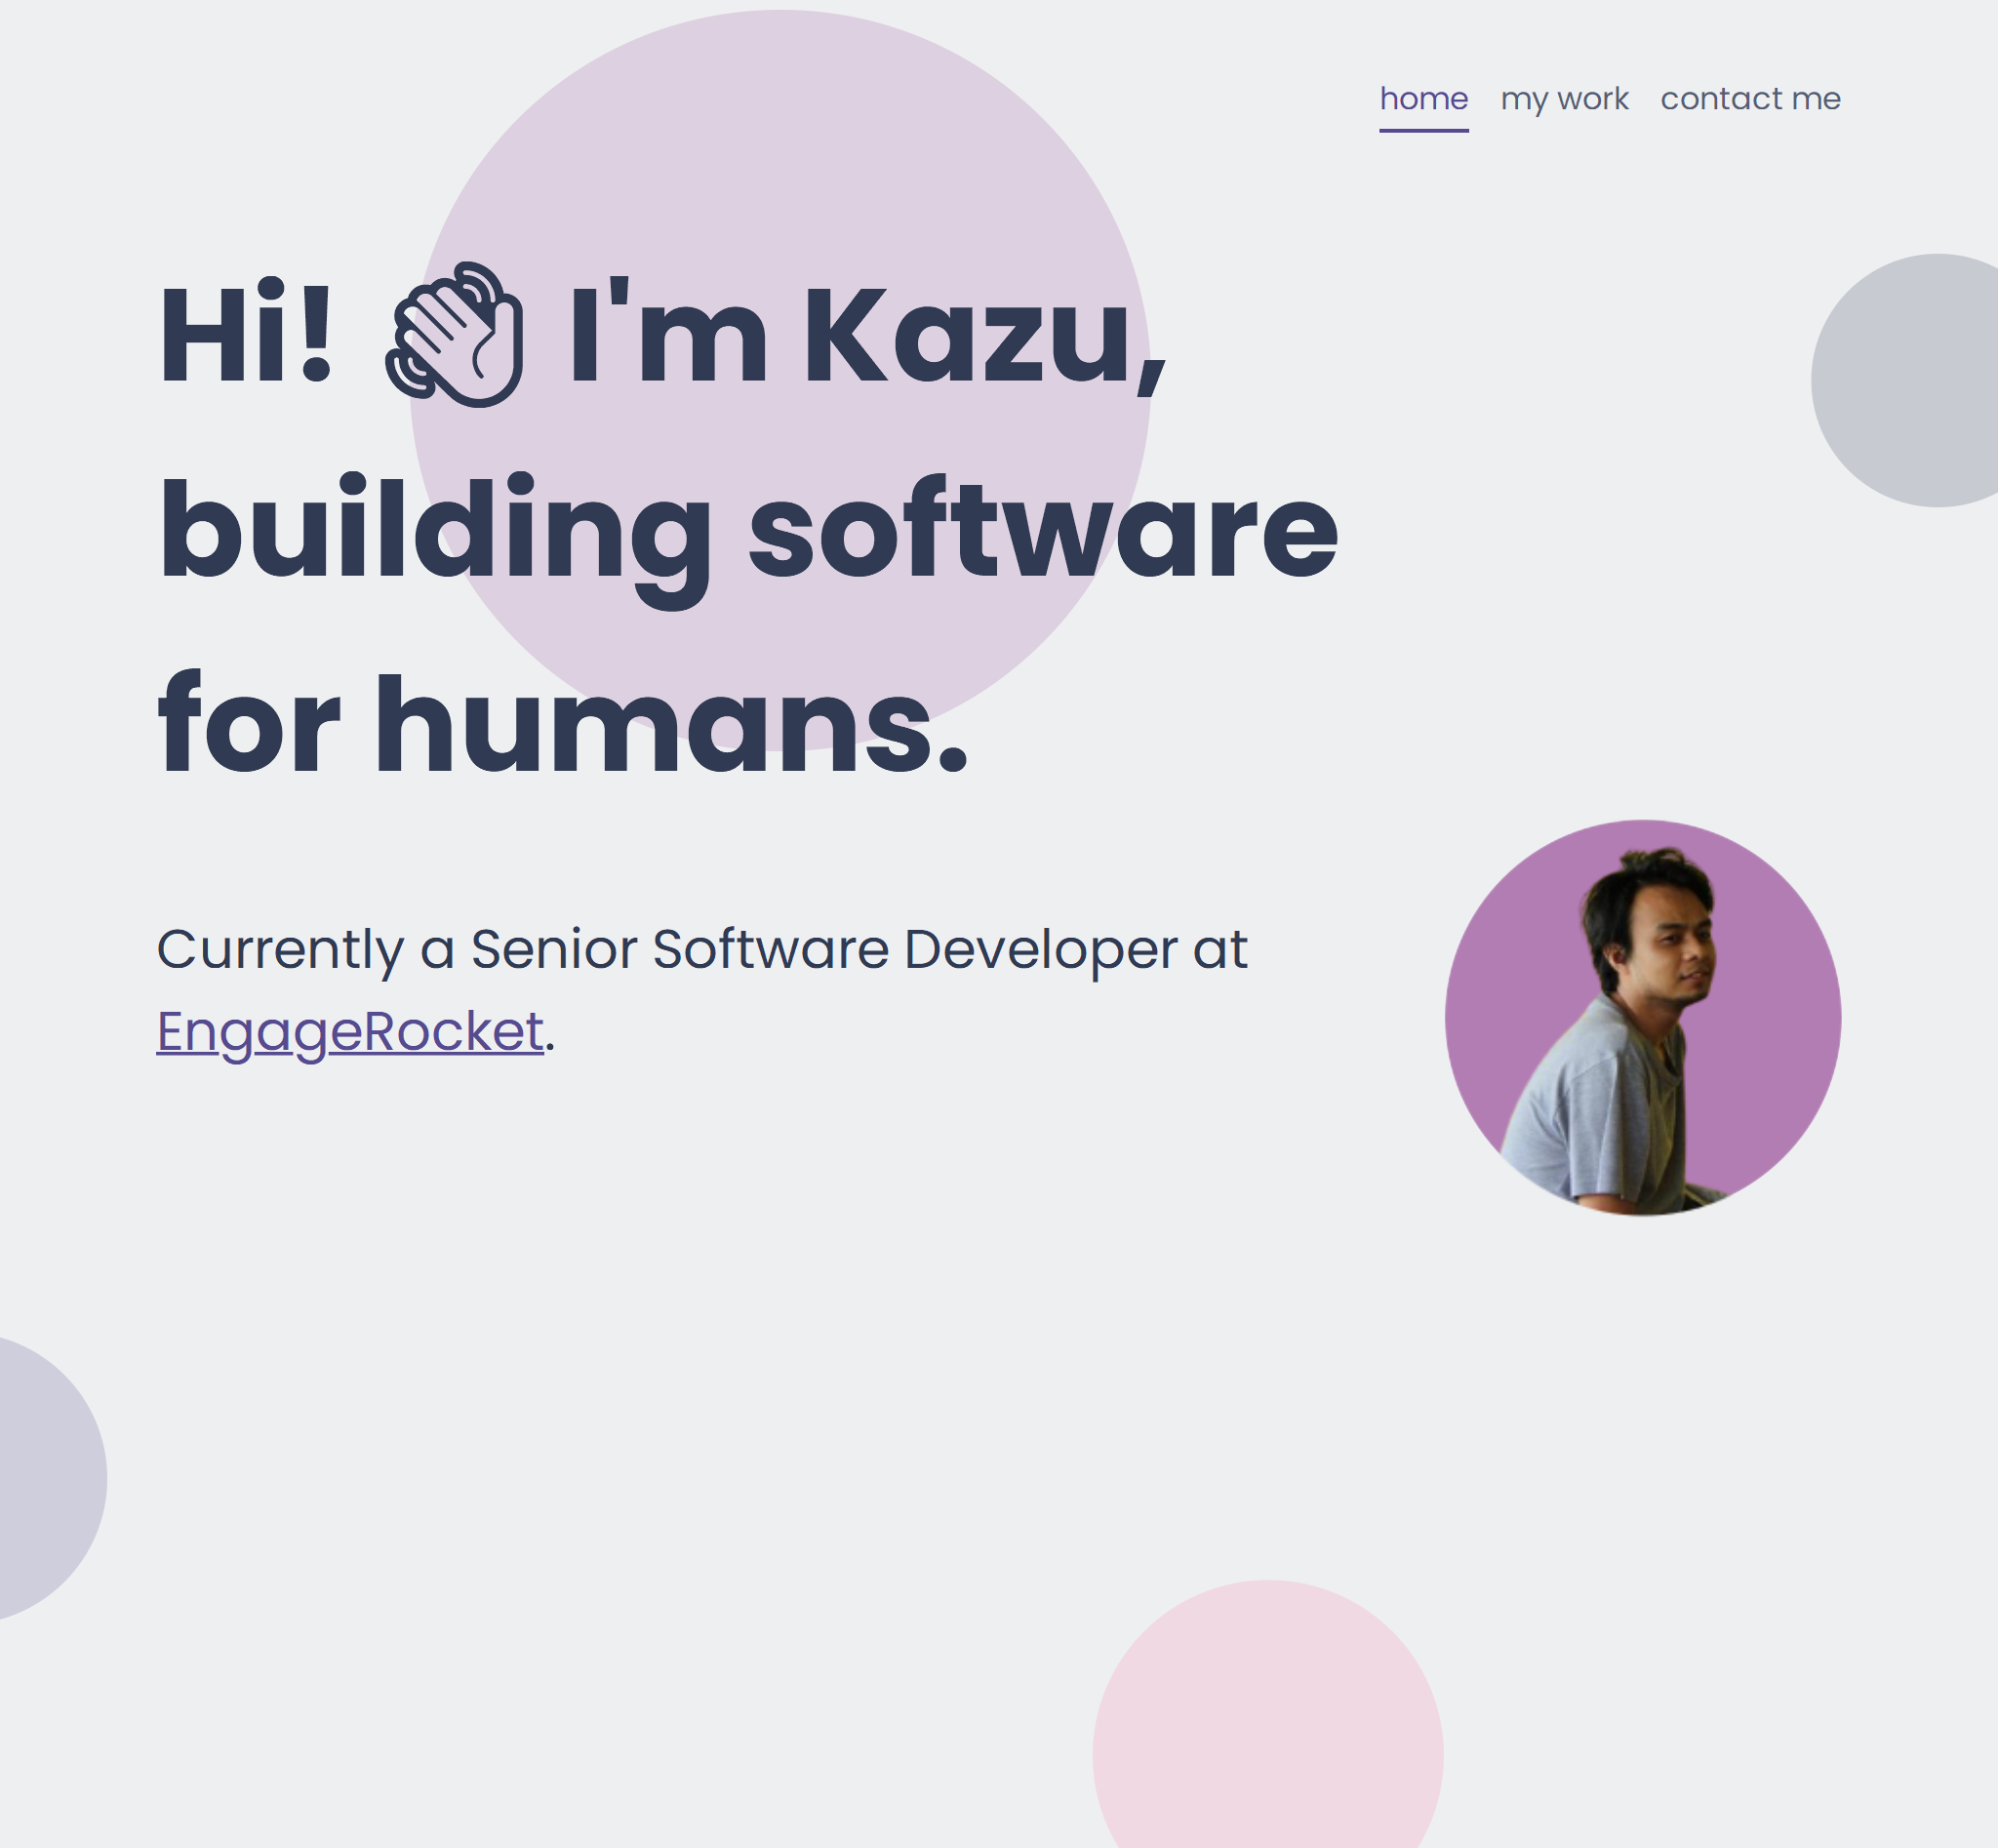 home my work contact me
Hi! 👋 I'm Kazu,
building software
for humans.
Currently a Senior Software Developer at
EngageRocket.